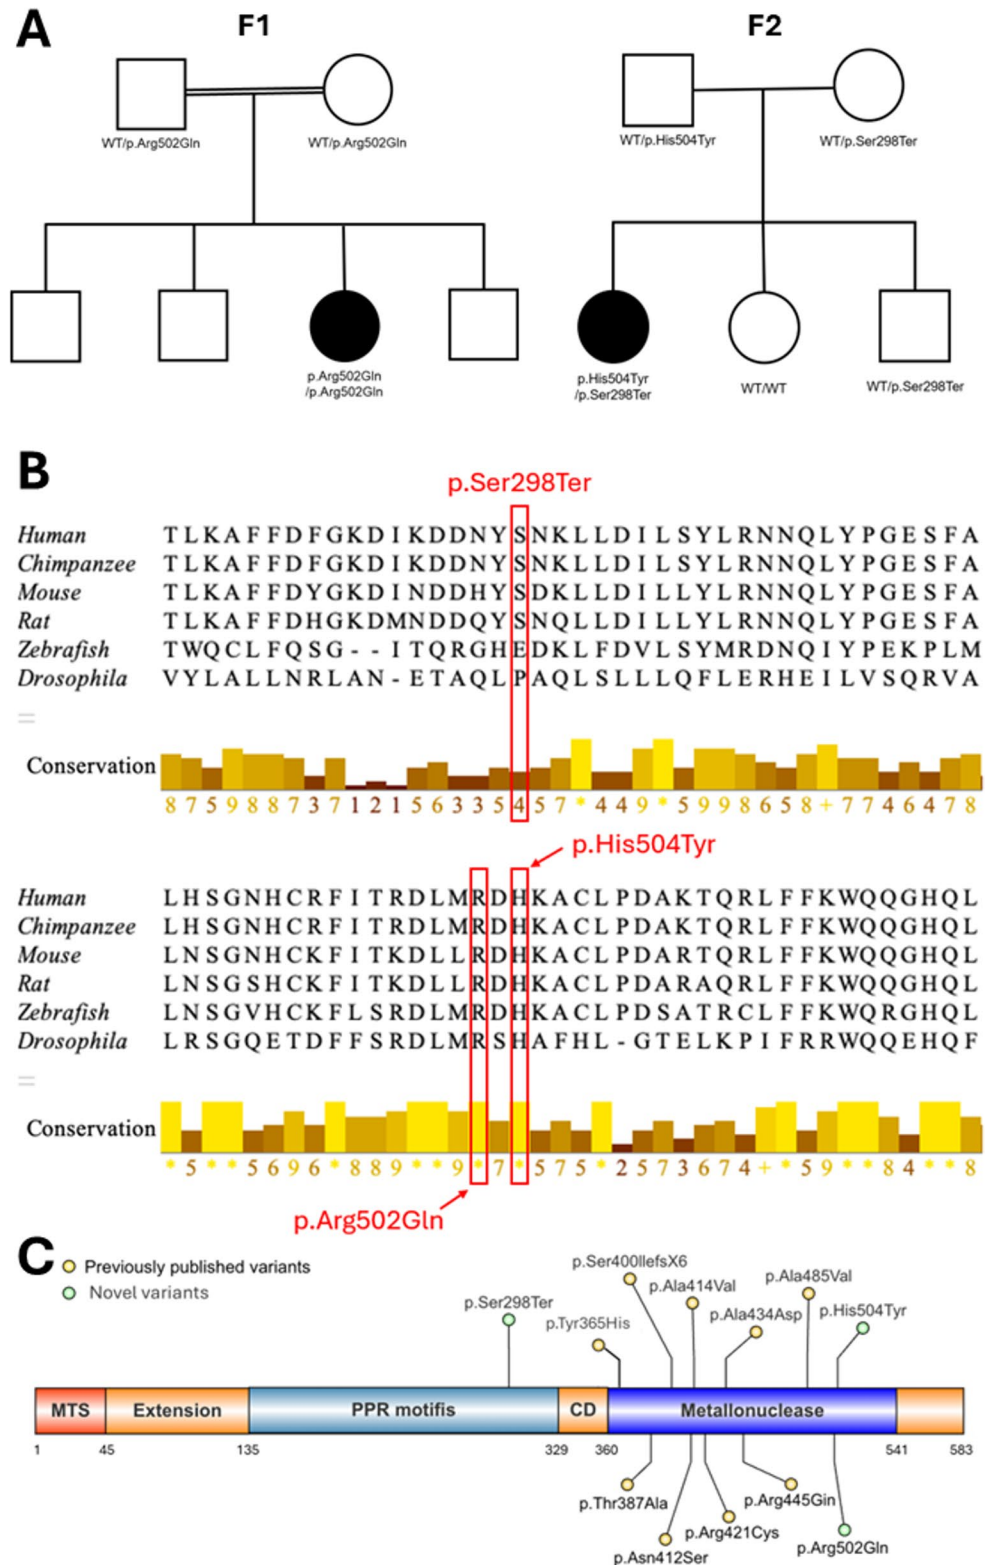 A
F1
F2
WT/p.Arg502Gln
WT/p.Arg502Gln
WT/p.His504Tyr
WT/p.Ser298Ter
p.Arg502Gln
/p.Arg502Gln
p.His504Tyr
/p.Ser298Ter
WT/WT
WT/p.Ser298Ter
B
p.Ser298Ter
Human TLKAFFDFGKDIKDDNYSNKLLDILSYLRNNQLYPGESFA
Chimpanzee TLKAFFDFGKDIKDDNYSNKLLDILSYLRNNQLYPGESFA
Mouse TLKAFFDYGKDINDDHYSDKLLDILLYLRNNQLYPGESFA
Rat TLKAFFDHGKDMNDDQYSNQLLDILLYLRNNQLYPGESFA
Zebrafish TWQCLFQSG--ITQRGHEDKLFDVLSYMRDNQIYPEKPLM
Drosophila VYLALLNRLAN-ETAQLPAQLSLLLQFLERHEILVSQRVA
=
Conservation
8759887371215633545 7*449*5998658+77464 78
p.His504Tyr
Human LHSGNHCRFITRDLMRDHKACLPDAKTQRLFFKWQQGHQL
Chimpanzee LHSGNHCRFITRDLMRDHKACLPDAKTQRLFFKWQQGHQL
Mouse LNSGNHCKFITKDLLRDHKACLPDARTQRLFFKWQQGHQL
Rat LNSGSHCKFITKDLLRDHKACLPDARAQRLFFKWQQGHQL
Zebrafish LNSGVHCKFLSRDLMRDHKACLPDSATRCLFFKWQRGHQL
Drosophila LRSGQETDFFSRDLMRSHAFHL-GTELKPIFRRWQQEHQF
=
Conservation
*5**5696*889**9*7*575*2573674+*59**84**8
p.Arg502Gln
C
Previously published variants
Novel variants
p.Ser400IlefsX6
p.Ala414Val
p.Ala485Val
p.Ser298Ter
p.Tyr365His
p.Ala434Asp
p.His504Tyr
MTS Extension PPR motifis CD Metallonuclease
1 45 135 329 360 541 583
p.Thr387Ala
p.Arg445Gin
p.Arg421Cys
p.Asn412Ser
p.Arg502Gln